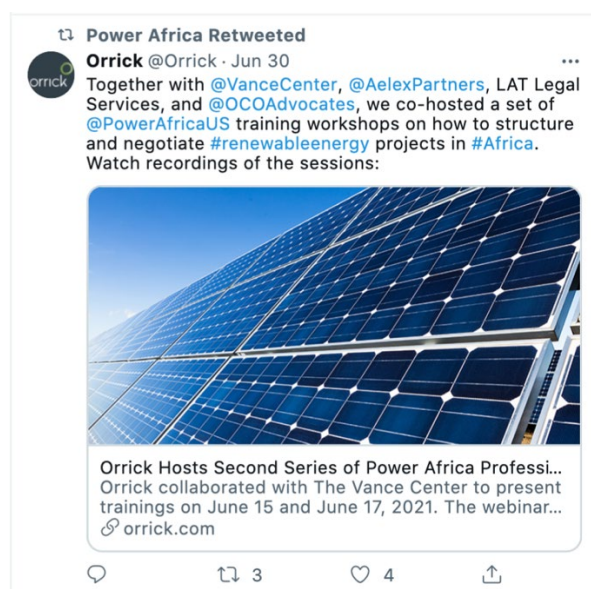 Power Africa Retweeted
Orrick @Orrick · Jun 30
orrick
Together with @VanceCenter, @AelexPartners, LAT Legal
Services, and @OCOAdvocates, we co-hosted a set of
@PowerAfricaUS training workshops on how to structure
and negotiate #renewableenergy projects in #Africa.
Watch recordings of the sessions:
Orrick Hosts Second Series of Power Africa Professi...
Orrick collaborated with The Vance Center to present
trainings on June 15 and June 17, 2021. The webinar...
orrick.com
3 4